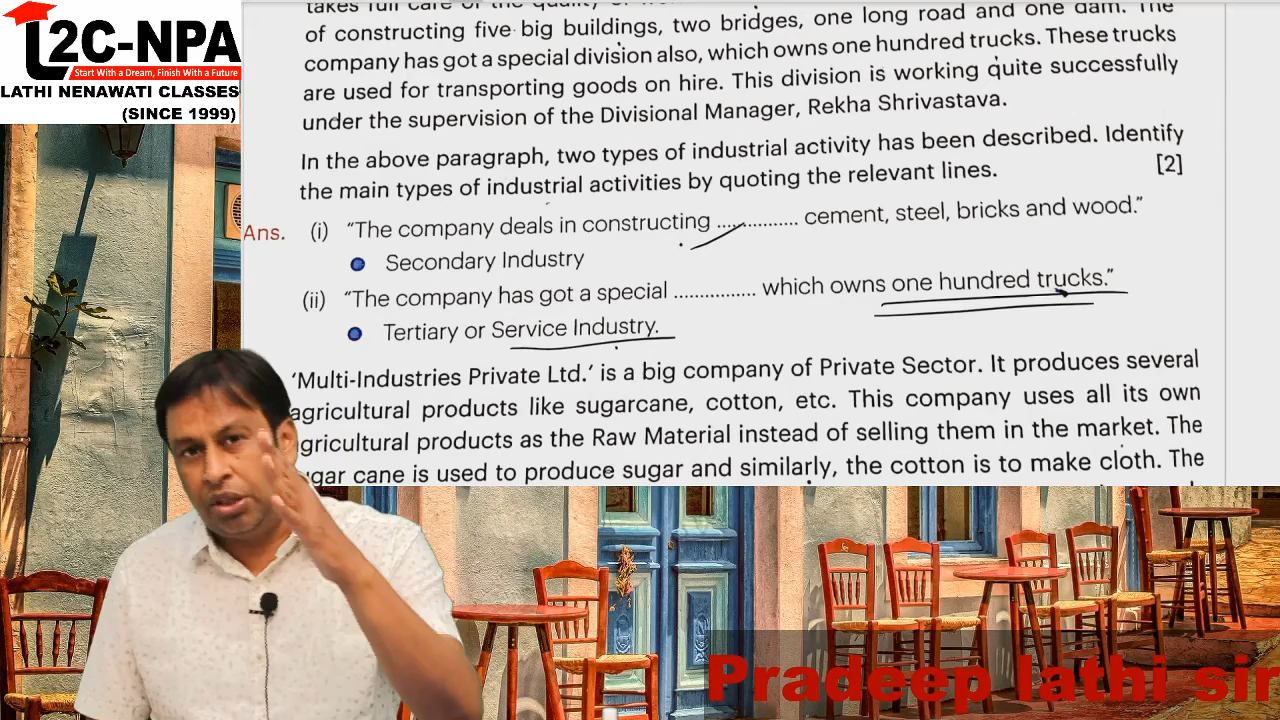 L2C-NPA
Start With a Dream, Finish With a Future
LATHI NENAWATI CLASSES
(SINCE 1999)
takes full care of the quality of
of constructing five big buildings, two bridges, one long road and one dam. The
company has got a special division also, which owns one hundred trucks. These trucks
are used for transporting goods on hire. This division is working quite successfully
under the supervision of the Divisional Manager, Rekha Shrivastava.
In the above paragraph, two types of industrial activity has been described. Identify
the main types of industrial activities by quoting the relevant lines. [2]
Ans. (i) “The company deals in constructing .............. cement, steel, bricks and wood.”
Secondary Industry
(ii) “The company has got a special .............. which owns one hundred trucks.”
Tertiary or Service Industry.
'Multi-Industries Private Ltd.' is a big company of Private Sector. It produces several
agricultural products like sugarcane, cotton, etc. This company uses all its own
gricultural products as the Raw Material instead of selling them in the market. The
gar cane is used to produce sugar and similarly, the cotton is to make cloth. The
Pradeep lathi sir